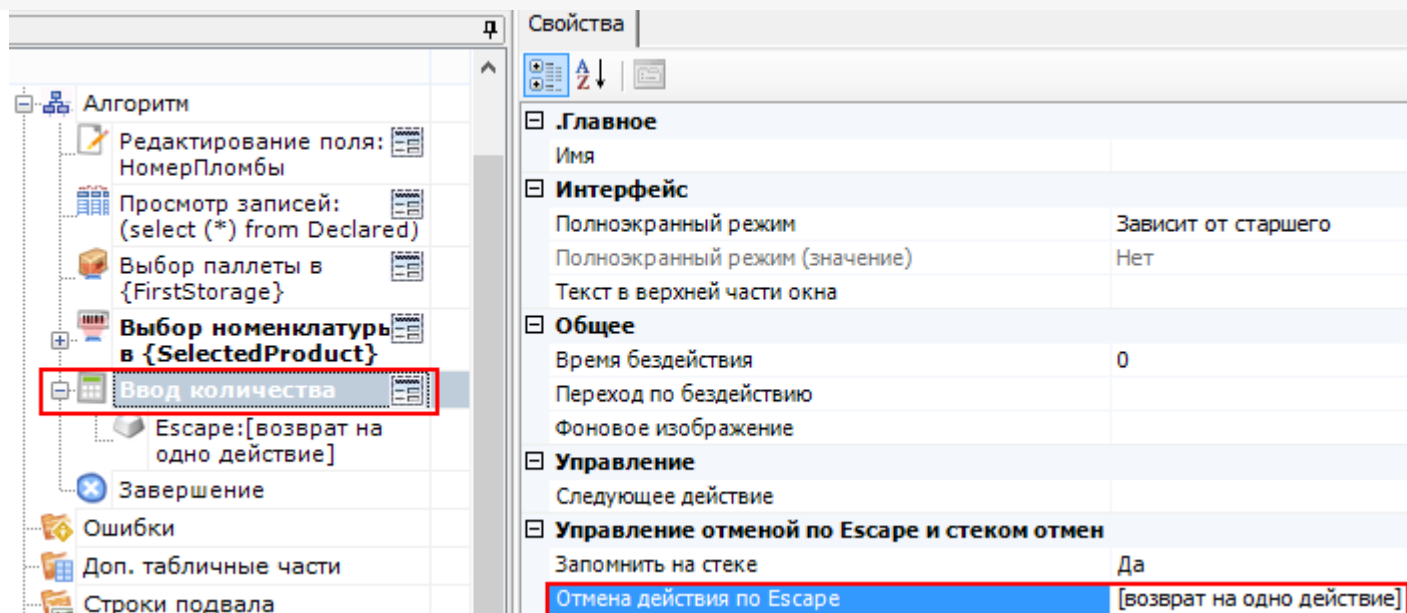 Свойства
Алгоритм
Редактирование поля:
НомерПломбы
Просмотр записей:
(select (*) from Declared)
Выбор паллеты в
{FirstStorage}
Выбор номенклатуры
в {SelectedProduct}
Ввод количества
Escape:[возврат на
одно действие]
Завершение
Ошибки
Доп. табличные части
Строки подвала
.Главное
Имя
Интерфейс
Полноэкранный режим Зависит от старшего
Полноэкранный режим (значение) Нет
Текст в верхней части окна
Общее
Время бездействия 0
Переход по бездействию
Фоновое изображение
Управление
Следующее действие
Управление отменой по Escape и стеком отмен
Запомнить на стеке Да
Отмена действия по Escape [возврат на одно действие]